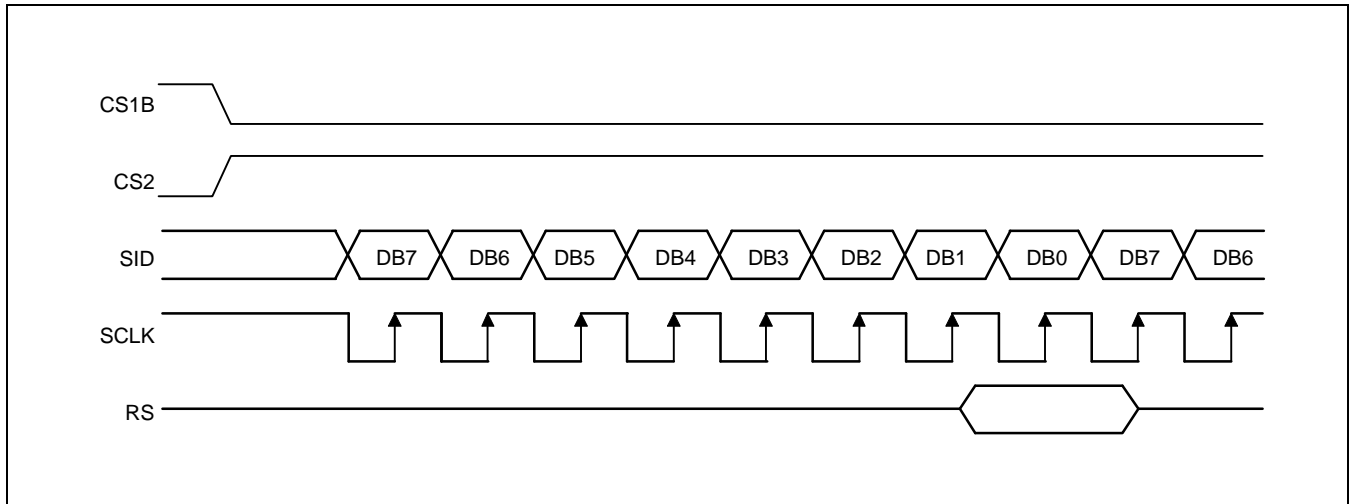 CS1B
CS2
SID DB7 DB6 DB5 DB4 DB3 DB2 DB1 DB0 DB7 DB6
SCLK
RS